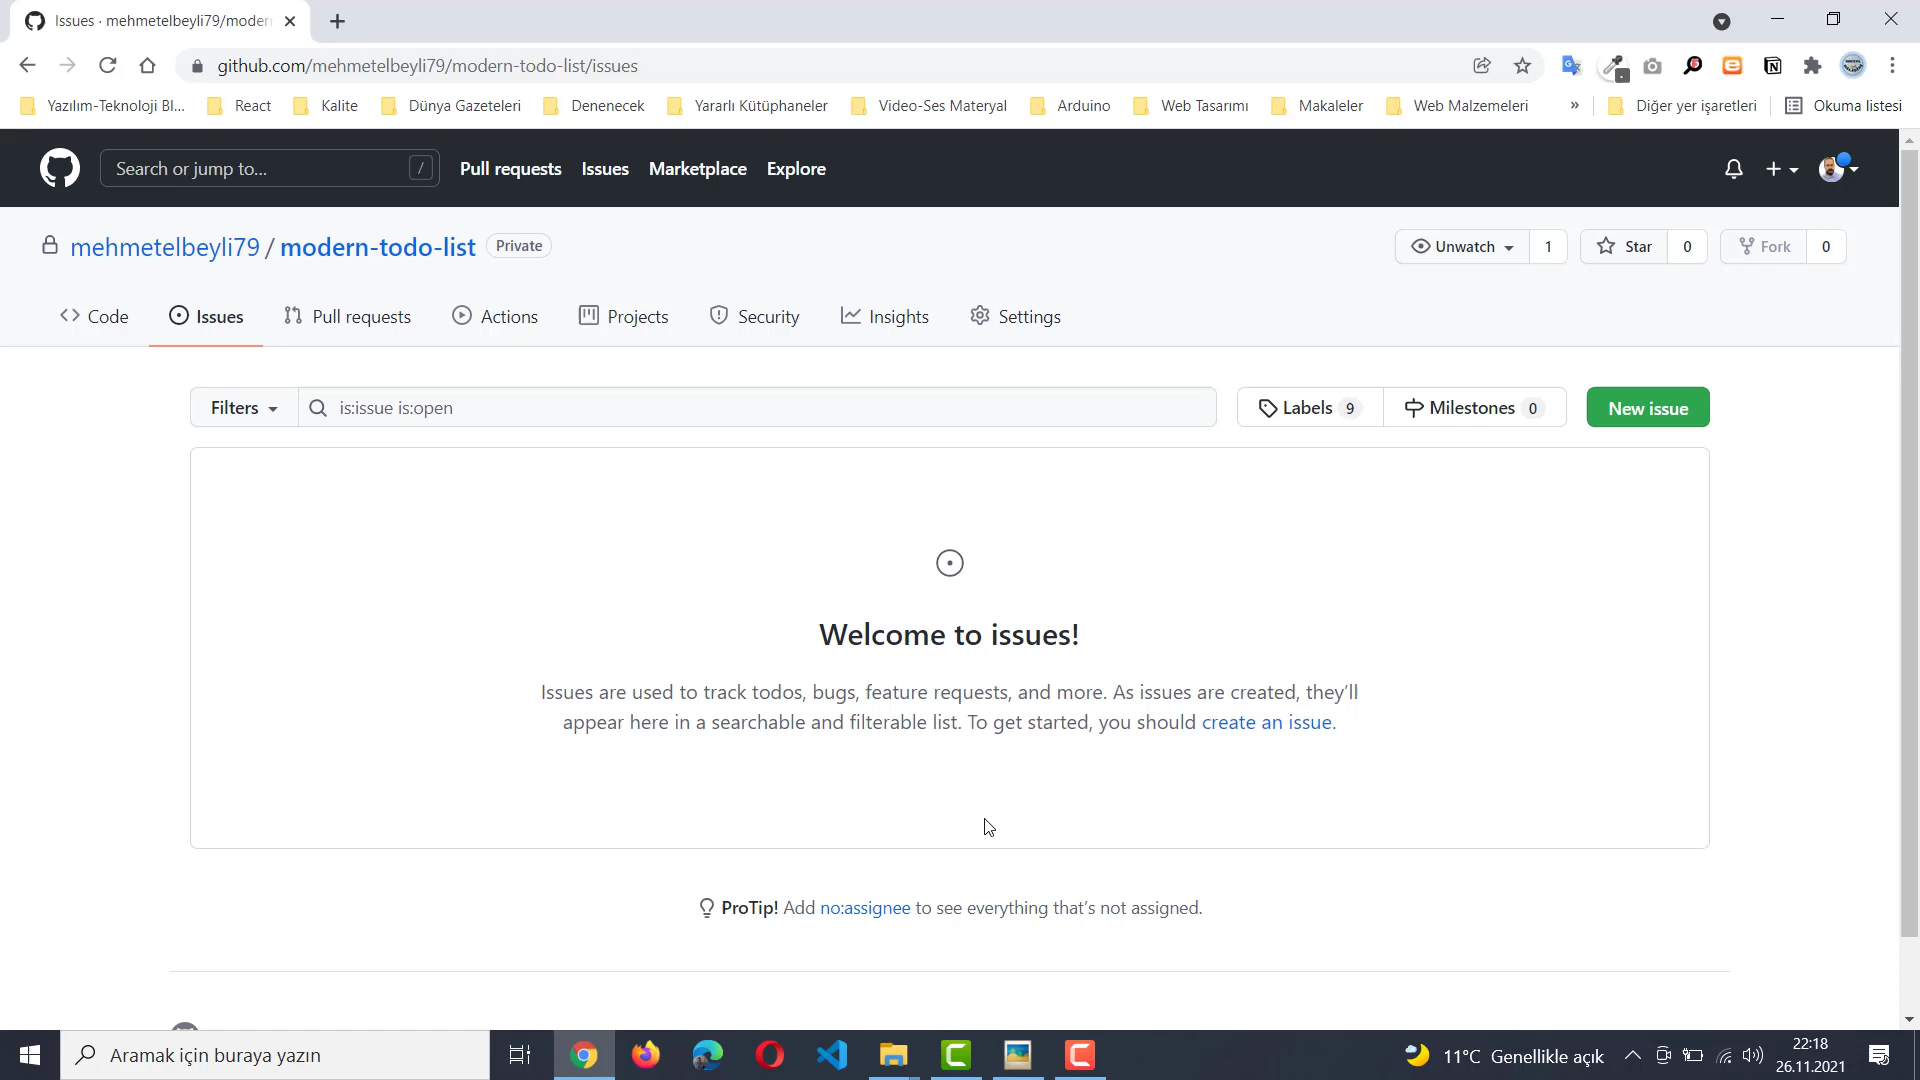 Issues · mehmetelbeyli79/moder
github.com/mehmetelbeyli79/modern-todo-list/issues
Yazılım-Teknoloji Bl... React Kalite Dünya Gazeteleri Denenecek Yararlı Kütüphaneler Video-Ses Materyal Arduino Web Tasarımı Makaleler Web Malzemeleri » Diğer yer işaretleri Okuma listesi
Search or jump to... / Pull requests Issues Marketplace Explore
mehmetelbeyli79 / modern-todo-list Private Unwatch 1 Star 0 Fork 0
Code Issues Pull requests Actions Projects Security Insights Settings
Filters is:issue is:open Labels 9 Milestones 0 New issue
Welcome to issues!
Issues are used to track todos, bugs, feature requests, and more. As issues are created, they’ll
appear here in a searchable and filterable list. To get started, you should create an issue.
ProTip! Add no:assignee to see everything that’s not assigned.
Aramak için buraya yazın 11°C Genellikle açık 22:18
26.11.2021